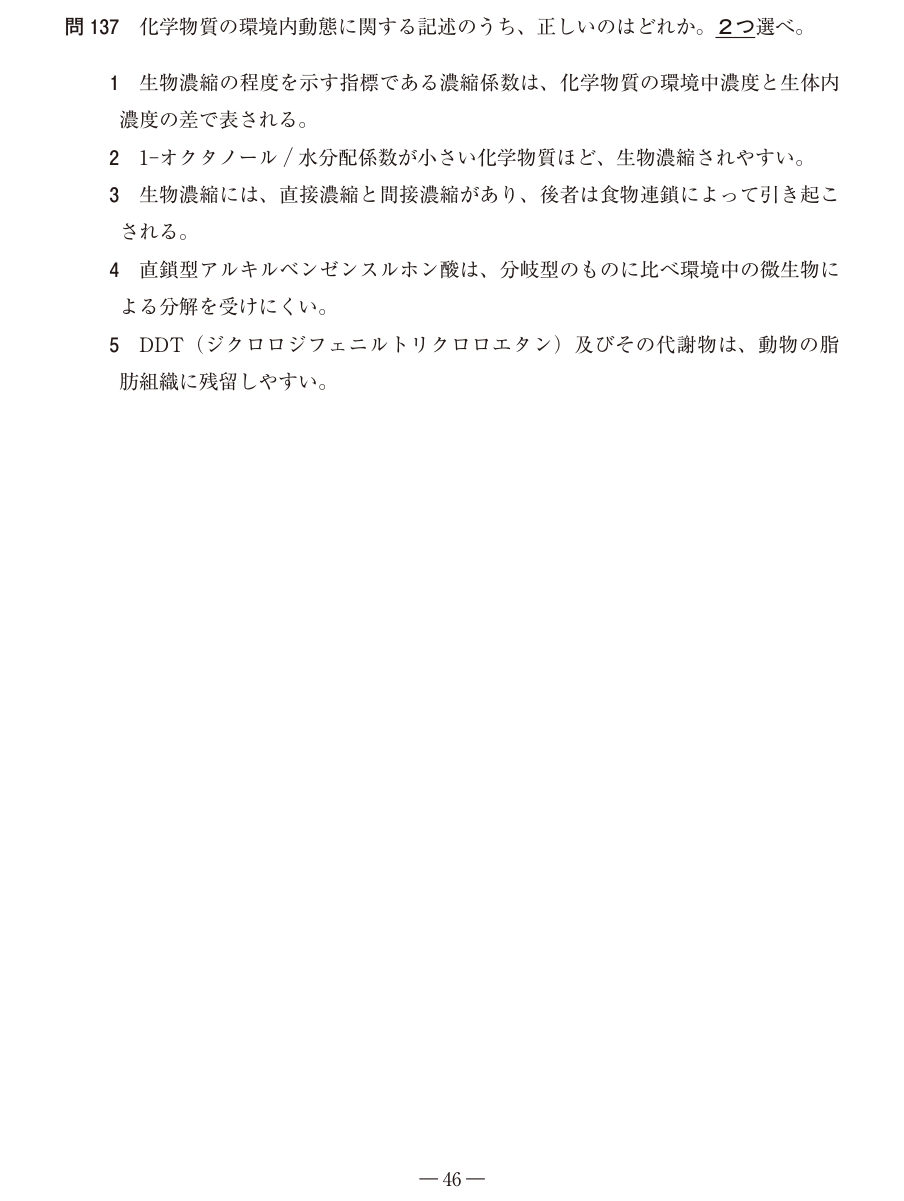 問 137 化学物質の環境内動態に関する記述のうち、正しいのはどれか。2つ選べ。
1 生物濃縮の程度を示す指標である濃縮係数は、化学物質の環境中濃度と生体内
濃度の差で表される。
2 1-オクタノール / 水分配係数が小さい化学物質ほど、生物濃縮されやすい。
3 生物濃縮には、直接濃縮と間接濃縮があり、後者は食物連鎖によって引き起こ
される。
4 直鎖型アルキルベンゼンスルホン酸は、分岐型のものに比べ環境中の微生物に
よる分解を受けにくい。
5 DDT（ジクロロジフェニルトリクロロエタン）及びその代謝物は、動物の脂
肪組織に残留しやすい。
― 46 ―